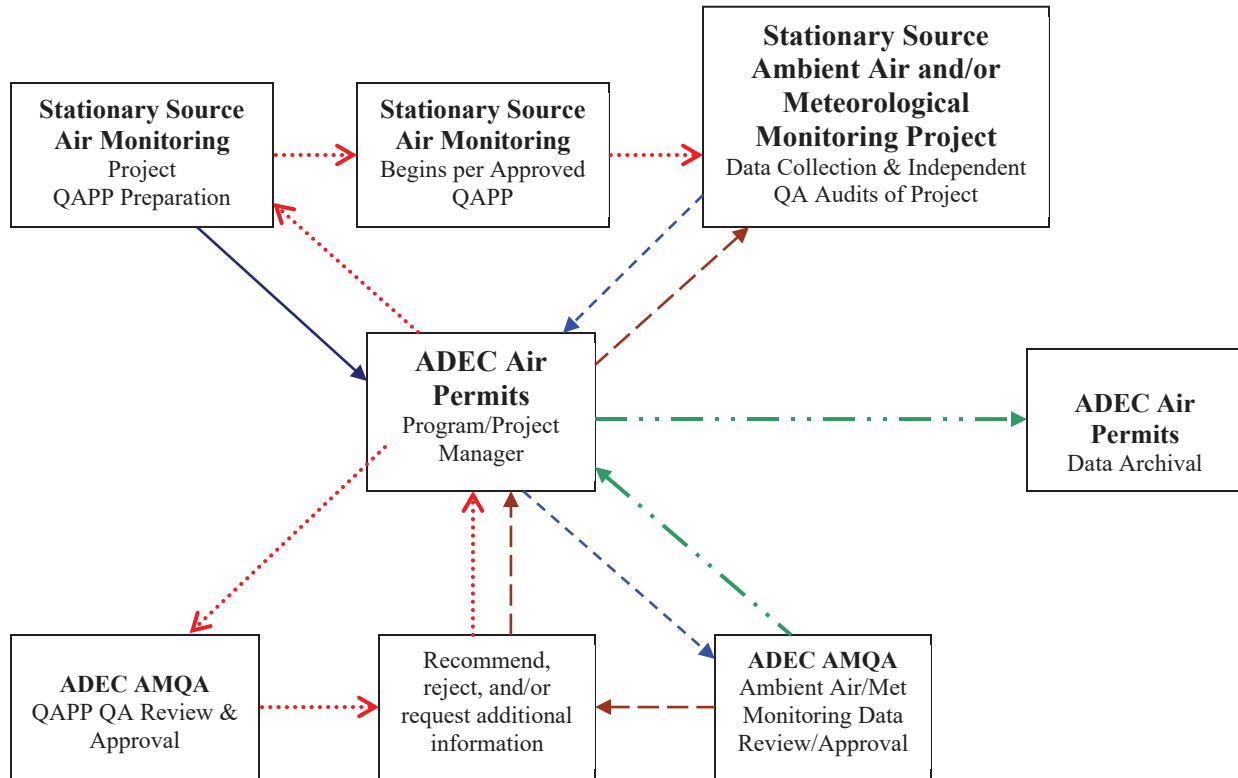 Stationary Source
Air Monitoring
Project
QAPP Preparation
Stationary Source
Air Monitoring
Begins per Approved
QAPP
Stationary Source
Ambient Air and/or
Meteorological
Monitoring Project
Data Collection & Independent
QA Audits of Project
ADEC Air
Permits
Program/Project
Manager
ADEC Air
Permits
Data Archival
ADEC AMQA
QAPP QA Review &
Approval
Recommend,
reject, and/or
request additional
information
ADEC AMQA
Ambient Air/Met
Monitoring Data
Review/Approval